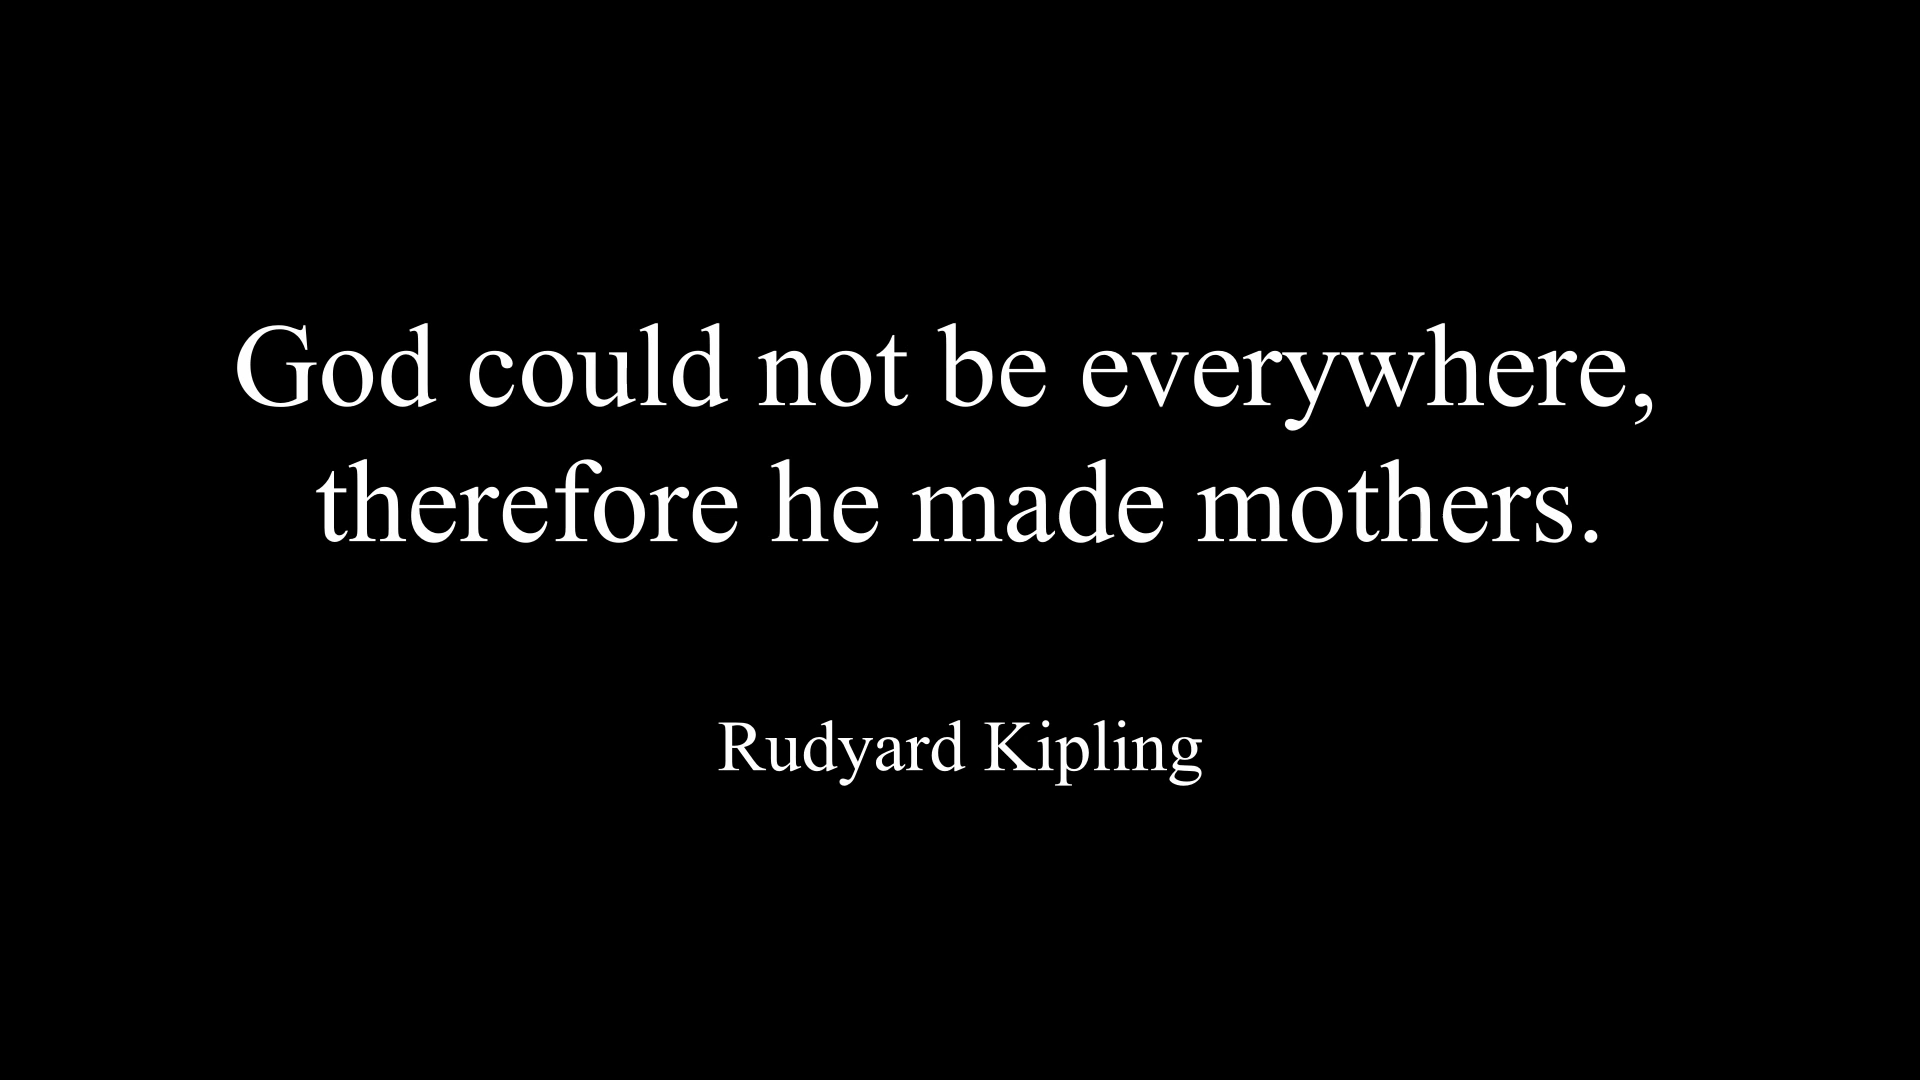 God could not be everywhere,
therefore he made mothers.
Rudyard Kipling